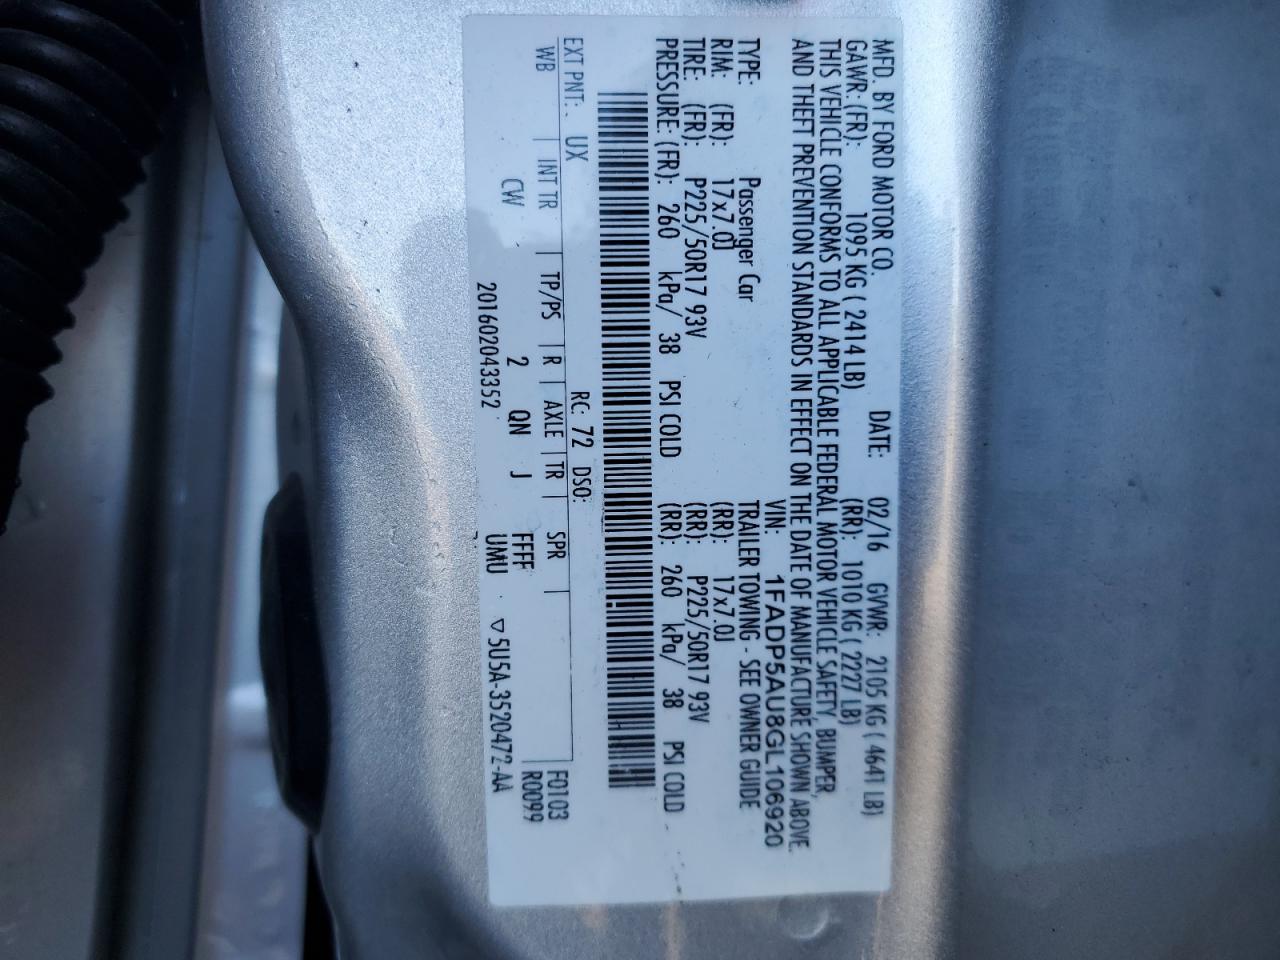 MFD. BY FORD MOTOR CO. DATE: 02/16 GVWR: 2105 KG ( 4641 LB)
GAWR: (FR): 1095 KG ( 2414 LB) (RR): 1010 KG ( 2227 LB)
THIS VEHICLE CONFORMS TO ALL APPLICABLE FEDERAL MOTOR VEHICLE SAFETY, BUMPER,
AND THEFT PREVENTION STANDARDS IN EFFECT ON THE DATE OF MANUFACTURE SHOWN ABOVE.
VIN: 1FADP5AU8GL106920
TYPE: Passenger Car TRAILER TOWING - SEE OWNER GUIDE
RIM: (FR): 17x7.0J (RR): 17x7.0J
TIRE: (FR): P225/50R17 93V (RR): P225/50R17 93V
PRESSURE: (FR): 260 kPa/ 38 PSI COLD (RR): 260 kPa/ 38 PSI COLD
EXT PNT: UX RC: 72 DSO: F0103
WB INT TR TP/PS R AXLE TR SPR R0099
CW 2 QN J FFFF
201602043352 UMU ▽ 5U5A-3520472-AA